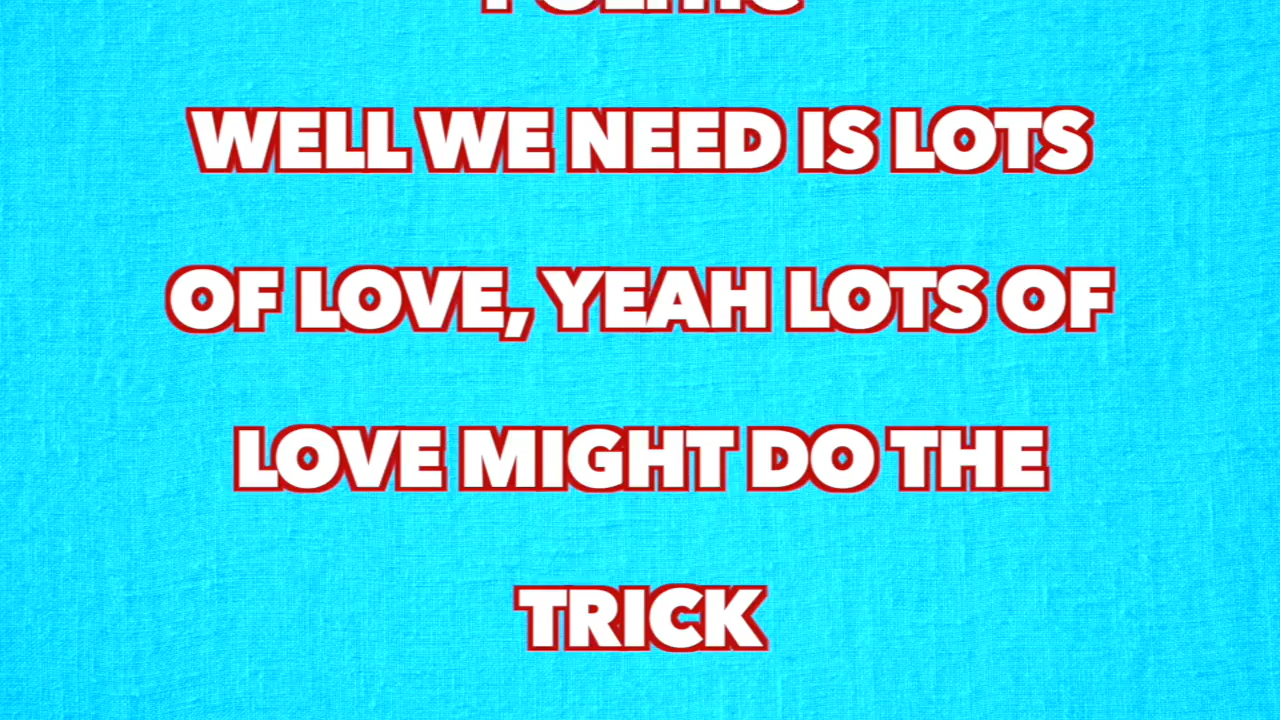 WELL WE NEED IS LOTS
OF LOVE, YEAH LOTS OF
LOVE MIGHT DO THE
TRICK